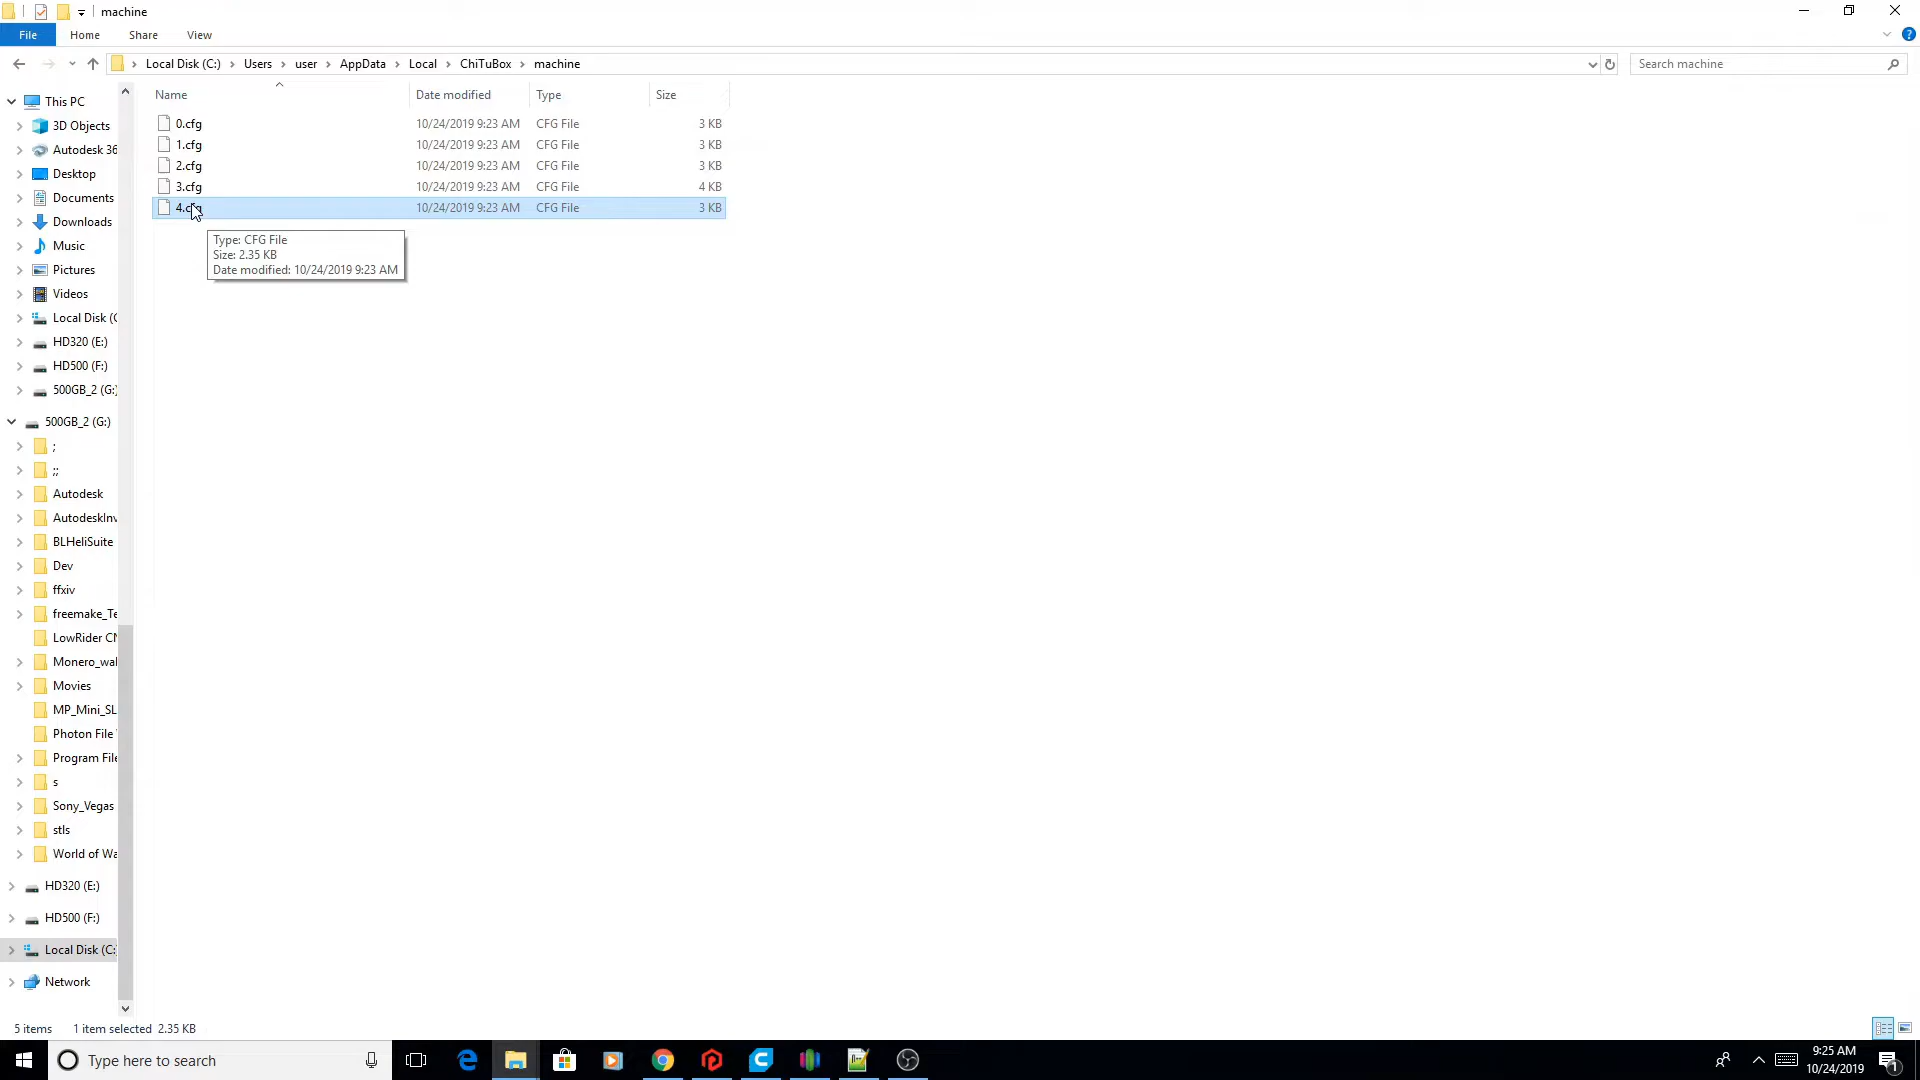 machine
File Home Share View
Local Disk (C:) Users user AppData Local ChiTuBox machine
Search machine
Name Date modified Type Size
0.cfg 10/24/2019 9:23 AM CFG File 3 KB
1.cfg 10/24/2019 9:23 AM CFG File 3 KB
2.cfg 10/24/2019 9:23 AM CFG File 3 KB
3.cfg 10/24/2019 9:23 AM CFG File 4 KB
4.cfg 10/24/2019 9:23 AM CFG File 3 KB
Type: CFG File
Size: 2.35 KB
Date modified: 10/24/2019 9:23 AM
This PC
3D Objects
Autodesk 36
Desktop
Documents
Downloads
Music
Pictures
Videos
Local Disk (C
HD320 (E:)
HD500 (F:)
500GB_2 (G:)
500GB_2 (G:)
;
;;
Autodesk
AutodeskInv
BLHeliSuite
Dev
ffxiv
freemake_Te
LowRider CN
Monero_wal
Movies
MP_Mini_SL
Photon File
Program File
s
Sony_Vegas
stls
World of Wa
HD320 (E:)
HD500 (F:)
Local Disk (C:
Network
5 items 1 item selected 2.35 KB
Type here to search
9:25 AM
10/24/2019
1